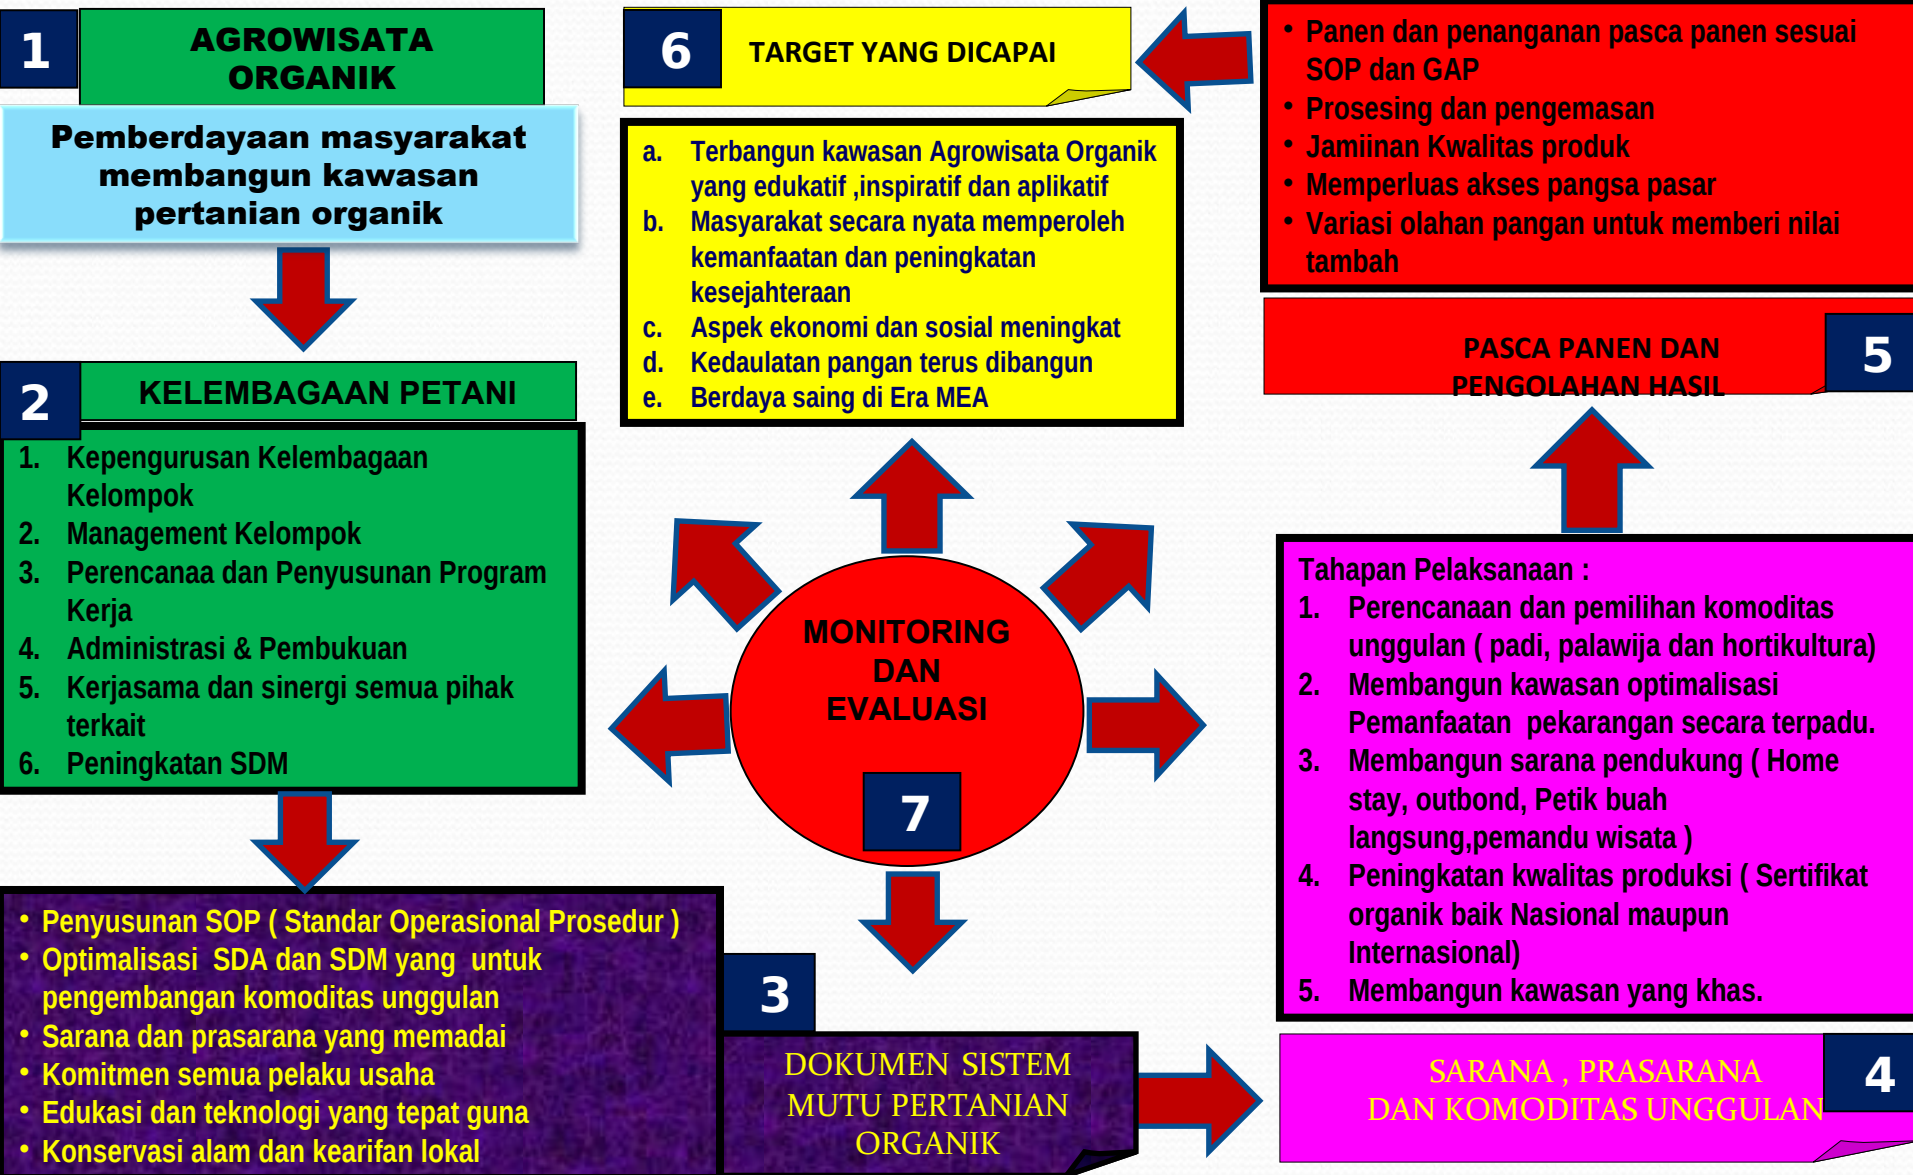 1
AGROWISATA
ORGANIK
Pemberdayaan masyarakat
membangun kawasan
pertanian organik
2
KELEMBAGAAN PETANI
1. Kepengurusan Kelembagaan
Kelompok
2. Management Kelompok
3. Perencanaa dan Penyusunan Program
Kerja
4. Administrasi & Pembukuan
5. Kerjasama dan sinergi semua pihak
terkait
6. Peningkatan SDM
• Penyusunan SOP ( Standar Operasional Prosedur )
• Optimalisasi SDA dan SDM yang untuk
pengembangan komoditas unggulan
• Sarana dan prasarana yang memadai
• Komitmen semua pelaku usaha
• Edukasi dan teknologi yang tepat guna
• Konservasi alam dan kearifan lokal
3
DOKUMEN SISTEM
MUTU PERTANIAN
ORGANIK
SARANA , PRASARANA
DAN KOMODITAS UNGGULAN
4
Tahapan Pelaksanaan :
1. Perencanaan dan pemilihan komoditas
unggulan ( padi, palawija dan hortikultura)
2. Membangun kawasan optimalisasi
Pemanfaatan pekarangan secara terpadu.
3. Membangun sarana pendukung ( Home
stay, outbond, Petik buah
langsung,pemandu wisata )
4. Peningkatan kwalitas produksi ( Sertifikat
organik baik Nasional maupun
Internasional)
5. Membangun kawasan yang khas.
PASCA PANEN DAN
PENGOLAHAN HASIL
5
• Panen dan penanganan pasca panen sesuai
SOP dan GAP
• Prosesing dan pengemasan
• Jamiinan Kwalitas produk
• Memperluas akses pangsa pasar
• Variasi olahan pangan untuk memberi nilai
tambah
6
TARGET YANG DICAPAI
a. Terbangun kawasan Agrowisata Organik
yang edukatif ,inspiratif dan aplikatif
b. Masyarakat secara nyata memperoleh
kemanfaatan dan peningkatan
kesejahteraan
c. Aspek ekonomi dan sosial meningkat
d. Kedaulatan pangan terus dibangun
e. Berdaya saing di Era MEA
MONITORING
DAN
EVALUASI
7